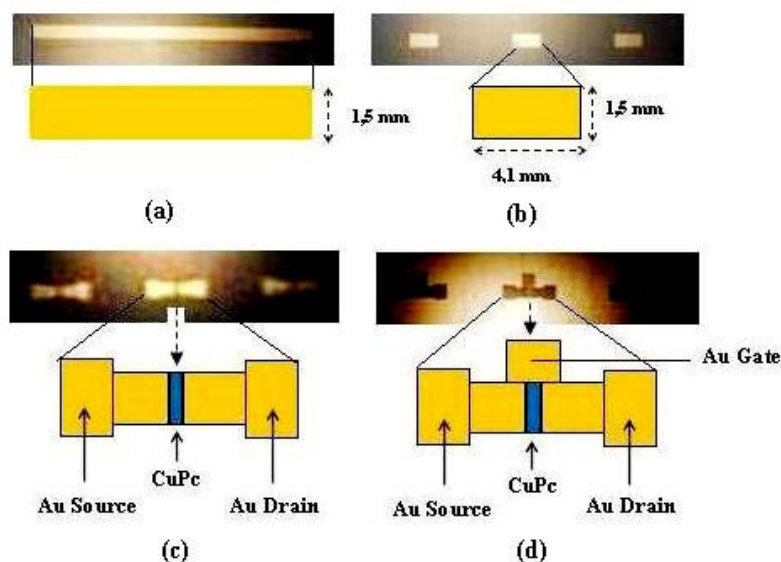 1,5 mm
(a)
1,5 mm
4,1 mm
(b)
Au Source
CuPc
Au Drain
(c)
Au Gate
Au Source
CuPc
Au Drain
(d)